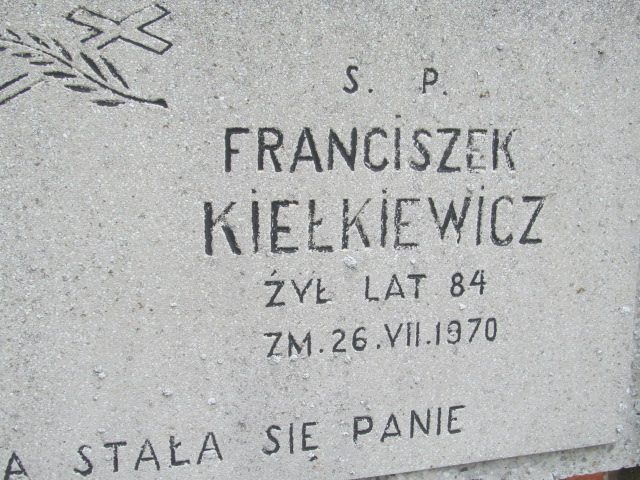 S. P.
FRANCISZEK
KIEŁKIEWICZ
ŻYŁ LAT 84
ZM. 26. VII. 1970
A STAŁA SIĘ PANIE